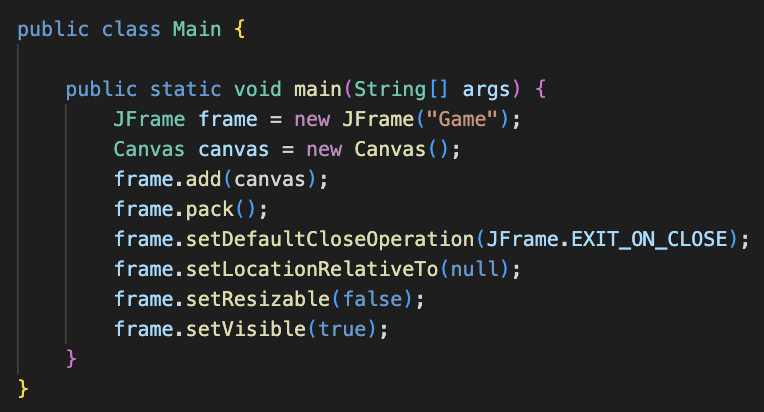 public class Main {
public static void main(String[] args) {
JFrame frame = new JFrame("Game");
Canvas canvas = new Canvas();
frame.add(canvas);
frame.pack();
frame.setDefaultCloseOperation(JFrame.EXIT_ON_CLOSE);
frame.setLocationRelativeTo(null);
frame.setResizable(false);
frame.setVisible(true);
}
}